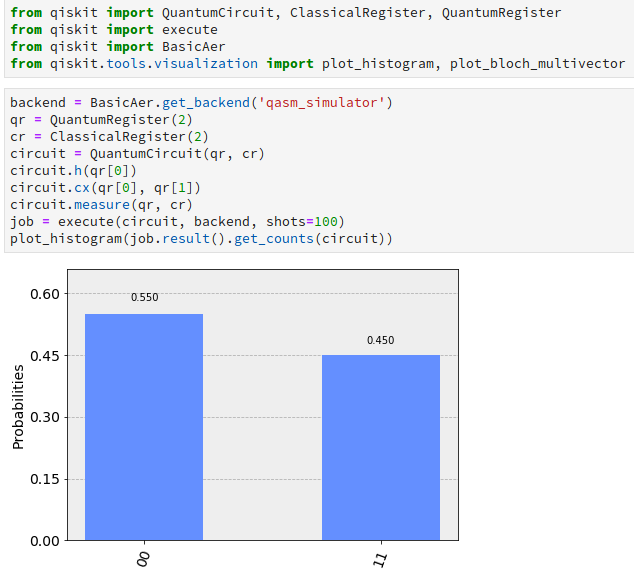 from qiskit import QuantumCircuit, ClassicalRegister, QuantumRegister
from qiskit import execute
from qiskit import BasicAer
from qiskit.tools.visualization import plot_histogram, plot_bloch_multivector
backend = BasicAer.get_backend('qasm_simulator')
qr = QuantumRegister(2)
cr = ClassicalRegister(2)
circuit = QuantumCircuit(qr, cr)
circuit.h(qr[0])
circuit.cx(qr[0], qr[1])
circuit.measure(qr, cr)
job = execute(circuit, backend, shots=100)
plot_histogram(job.result().get_counts(circuit))
0.60
0.550
0.450
0.45
Probabilities
0.30
0.15
0.00
00
11